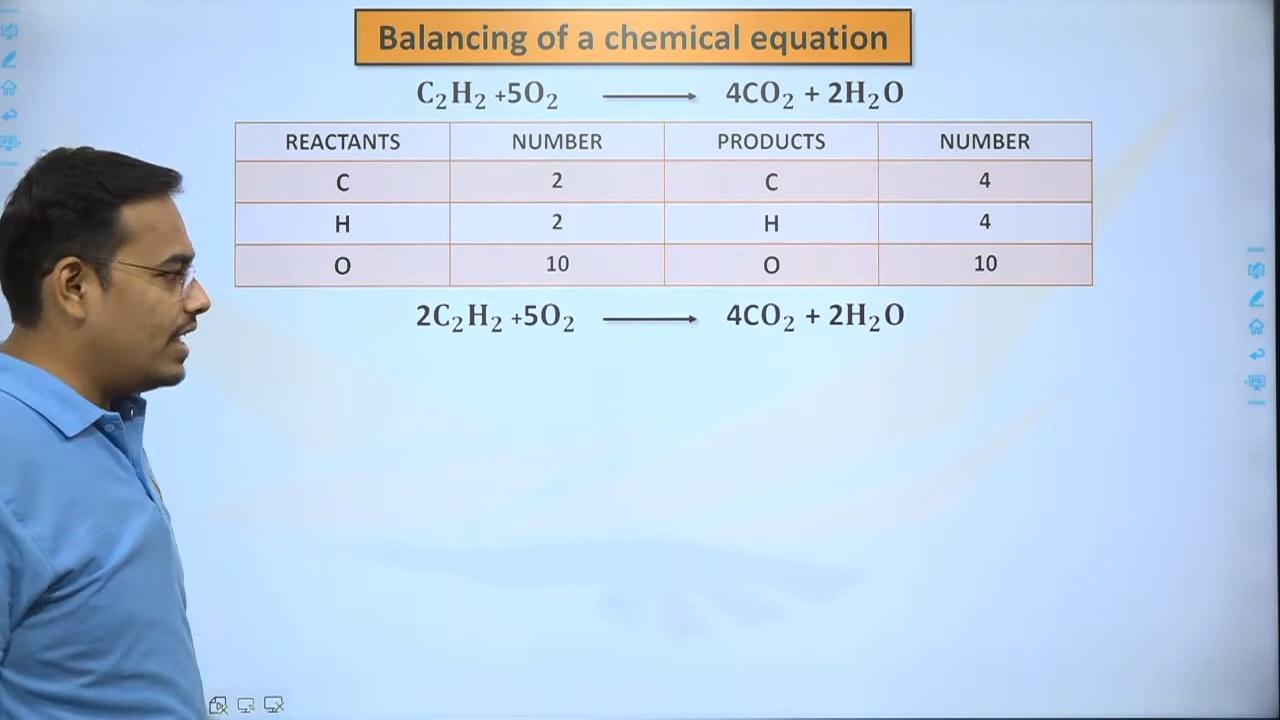 Balancing of a chemical equation
C₂H₂ +5O₂ ⟶ 4CO₂ + 2H₂O
REACTANTS NUMBER PRODUCTS NUMBER
C 2 C 4
H 2 H 4
O 10 O 10
2C₂H₂ +5O₂ ⟶ 4CO₂ + 2H₂O